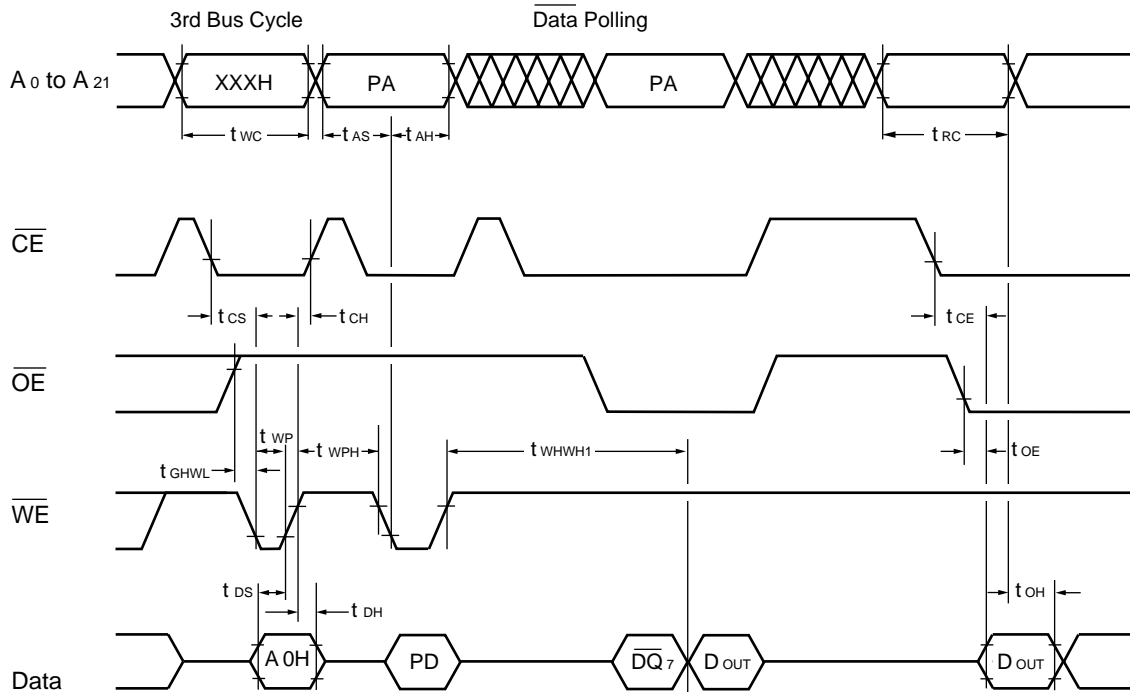 3rd Bus Cycle
Data Polling
A0 to A21
XXXH
PA
PA
tWC
tAS
tAH
tRC
CE
tCS
tCH
tCE
OE
tWP
tGHWL
tWPH
tWHWH1
tOE
WE
tDS
tDH
tOH
Data
A0H
PD
DQ7
DOUT
DOUT